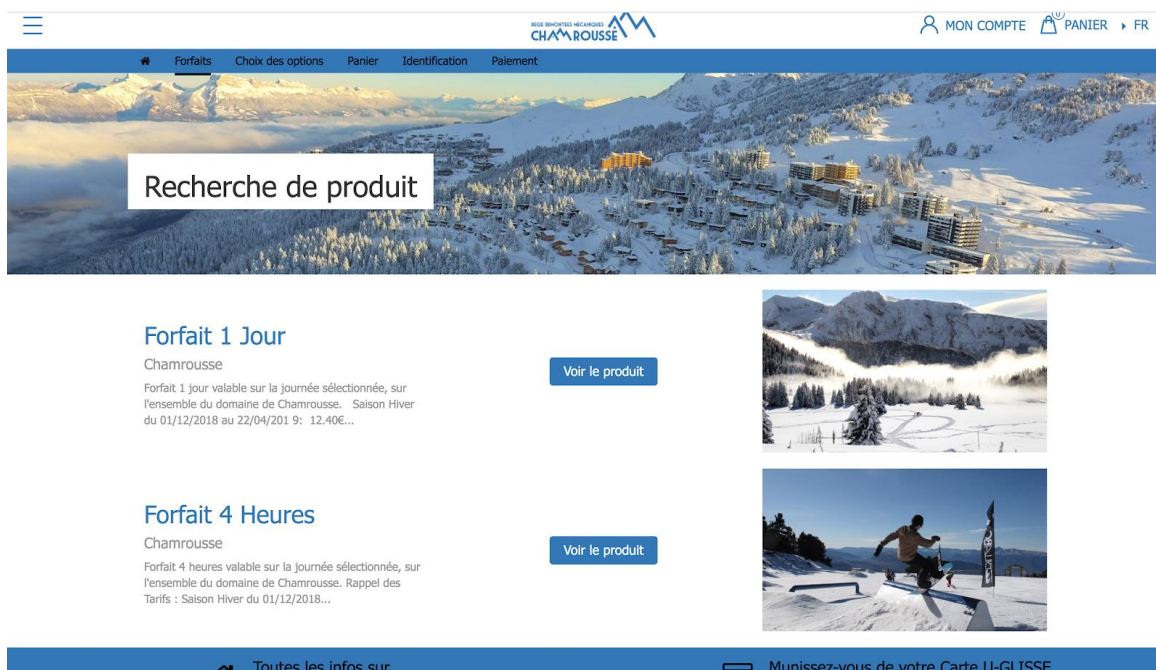 REGIE REMONTEES MECANIQUES
CHAMROUSSE
MON COMPTE
(0)
PANIER
FR
Forfaits Choix des options Panier Identification Paiement
Recherche de produit
Forfait 1 Jour
Chamrousse
Forfait 1 jour valable sur la journée sélectionnée, sur
l'ensemble du domaine de Chamrousse. Saison Hiver
du 01/12/2018 au 22/04/201 9: 12.40€...
Voir le produit
Forfait 4 Heures
Chamrousse
Forfait 4 heures valable sur la journée sélectionnée, sur
l'ensemble du domaine de Chamrousse. Rappel des
Tarifs : Saison Hiver du 01/12/2018...
Voir le produit
Toutes les infos sur
Munissez-vous de votre Carte U-GLISSE